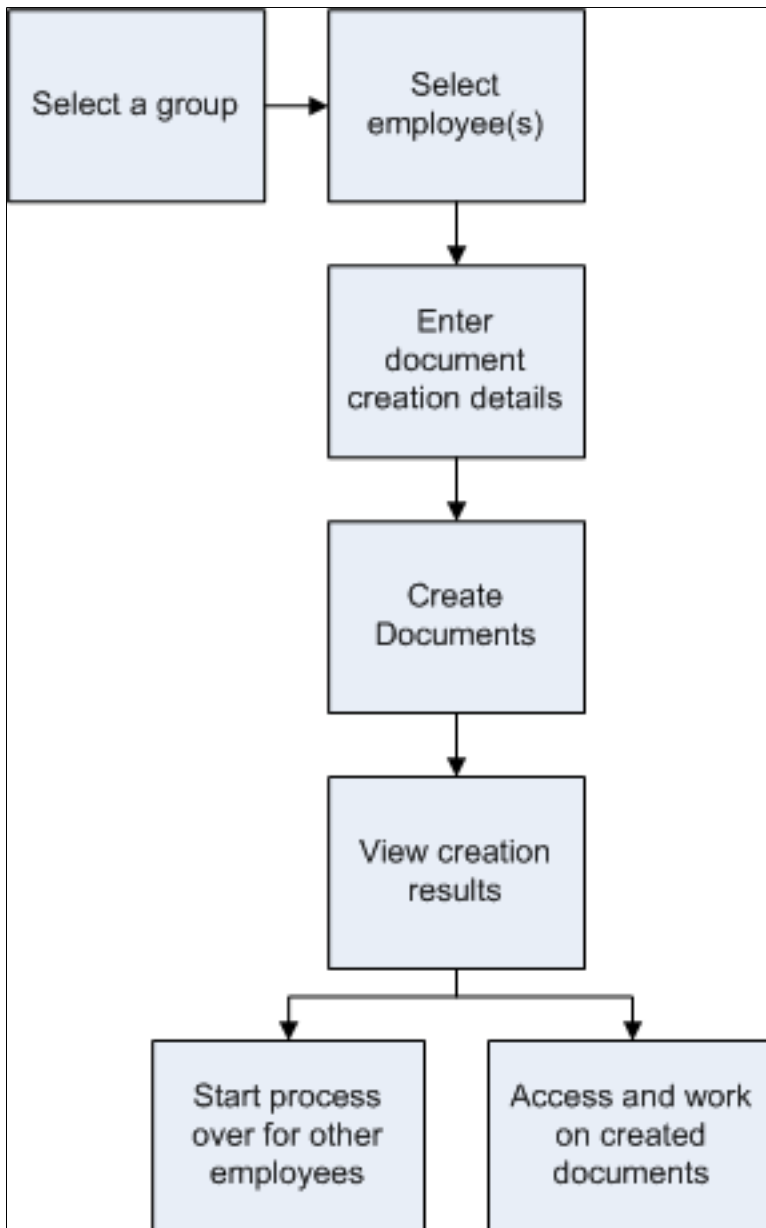 Select a group
Select
employee(s)
Enter
document
creation details
Create
Documents
View creation
results
Start process
over for other
employees
Access and work
on created
documents